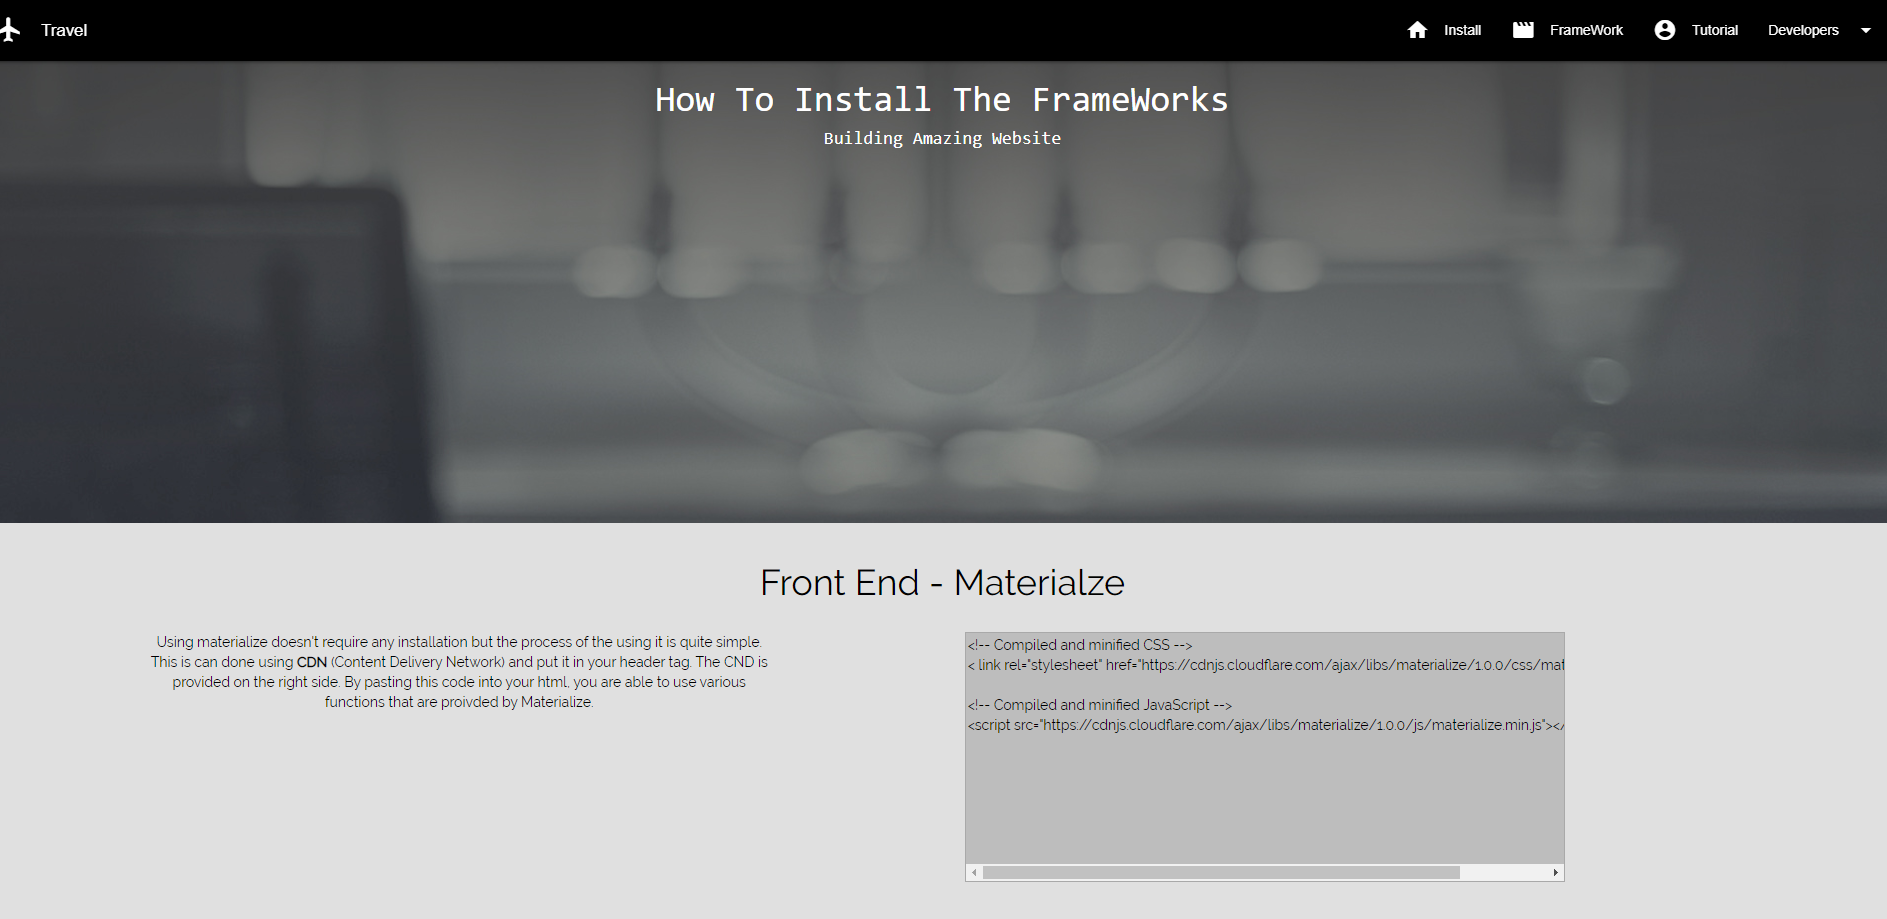 Travel
Install
FrameWork
Tutorial
Developers
How To Install The FrameWorks
Building Amazing Website
Front End - Materialze
Using materialize doesn't require any installation but the process of the using it is quite simple.
This is can done using CDN (Content Delivery Network) and put it in your header tag. The CND is
provided on the right side. By pasting this code into your html, you are able to use various
functions that are proivded by Materialize.
<!-- Compiled and minified CSS -->
< link rel="stylesheet" href="https://cdnjs.cloudflare.com/ajax/libs/materialize/1.0.0/css/mat
<!-- Compiled and minified JavaScript -->
<script src="https://cdnjs.cloudflare.com/ajax/libs/materialize/1.0.0/js/materialize.min.js"></